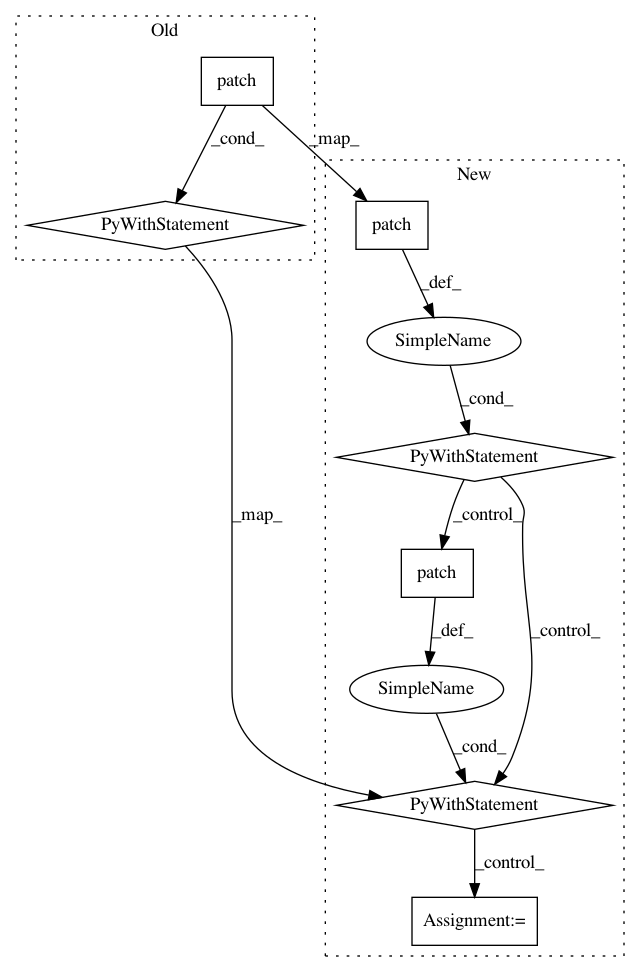 Old
patch
_cond_
_map_
New
PyWithStatement
patch
_def_
SimpleName
_cond_
PyWithStatement
_map_
_control_
patch
_def_
_control_
SimpleName
_cond_
PyWithStatement
_control_
Assignment:=